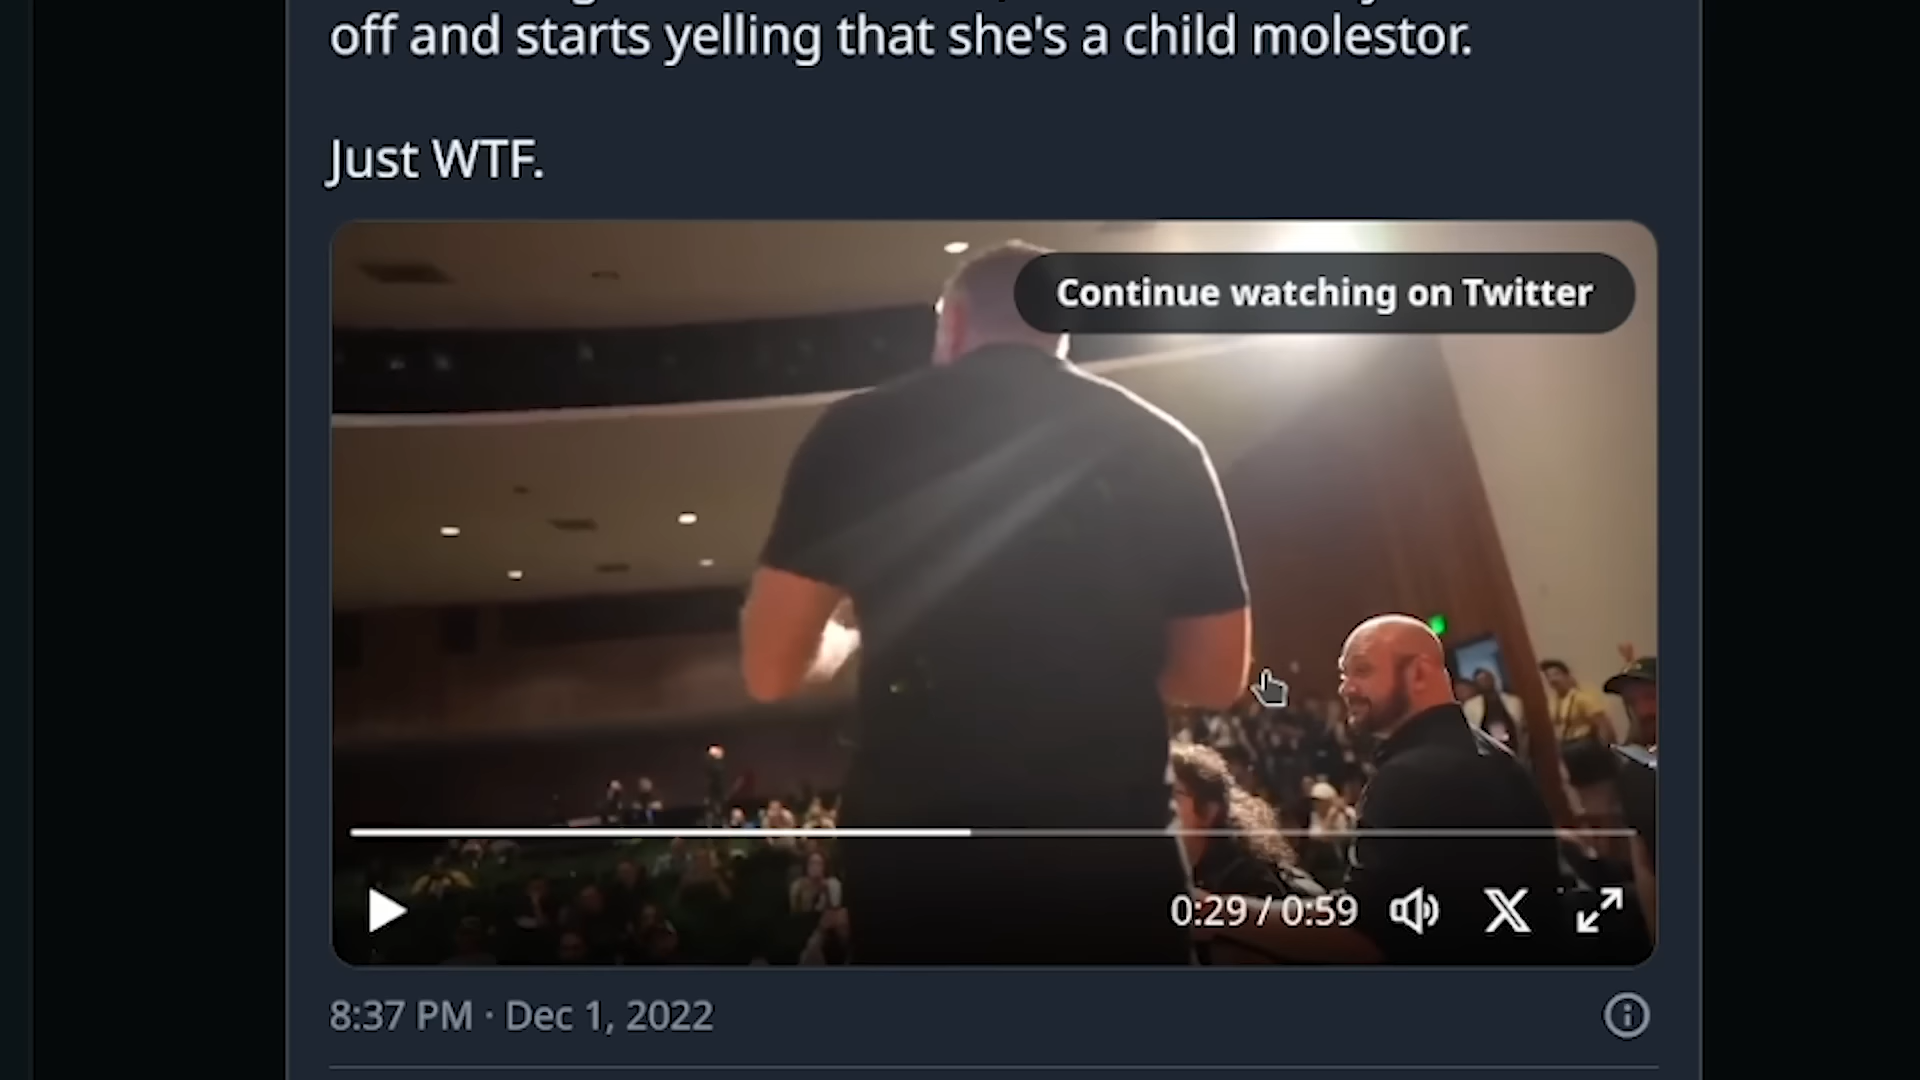 off and starts yelling that she's a child molestor.
Just WTF.
Continue watching on Twitter
0:29 / 0:59
8:37 PM · Dec 1, 2022